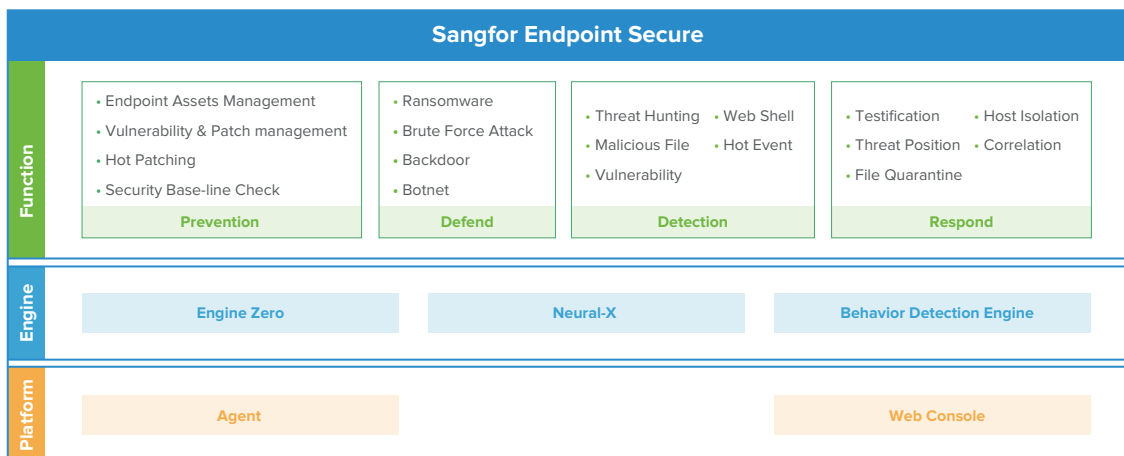 Sangfor Endpoint Secure
Function
• Endpoint Assets Management
• Vulnerability & Patch management
• Hot Patching
• Security Base-line Check
Prevention
• Ransomware
• Brute Force Attack
• Backdoor
• Botnet
Defend
• Threat Hunting • Web Shell
• Malicious File • Hot Event
• Vulnerability
Detection
• Testification • Host Isolation
• Threat Position • Correlation
• File Quarantine
Respond
Engine
Engine Zero
Neural-X
Behavior Detection Engine
Platform
Agent
Web Console